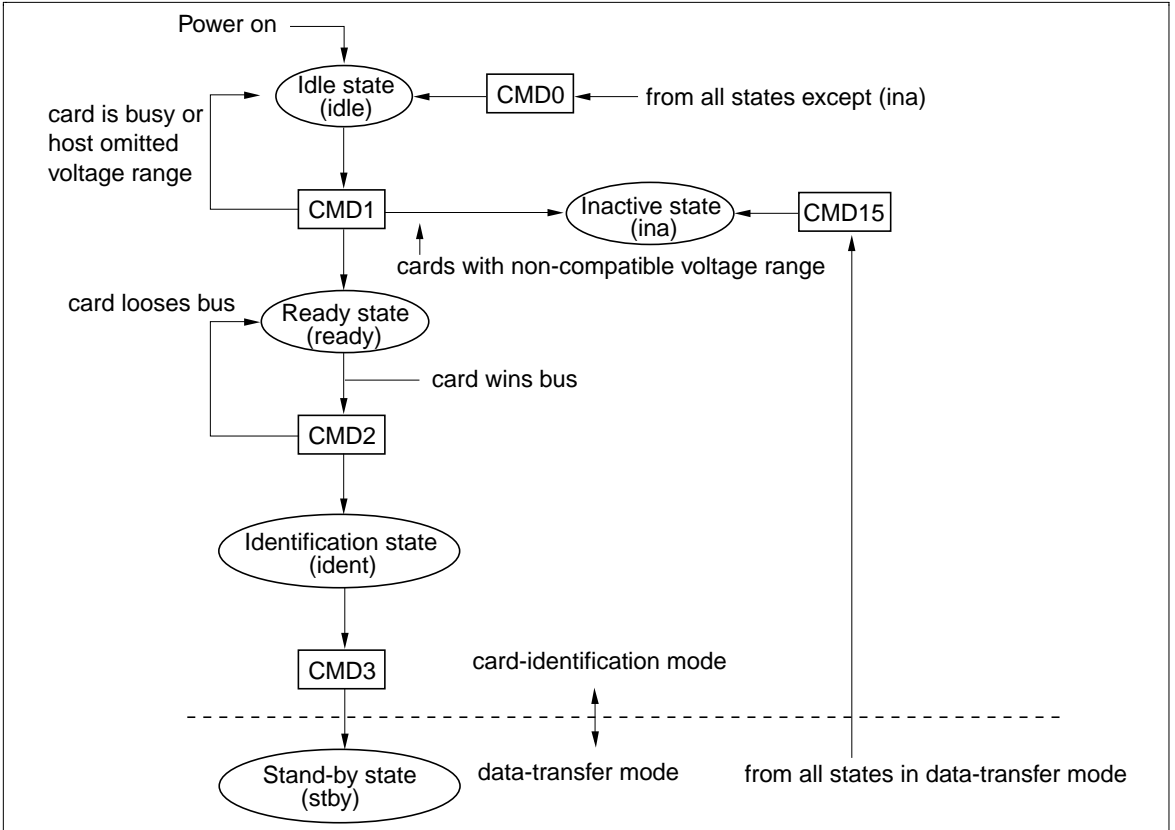 Power on
Idle state
(idle)
CMD0
from all states except (ina)
card is busy or
host omitted
voltage range
CMD1
Inactive state
(ina)
CMD15
cards with non-compatible voltage range
card looses bus
Ready state
(ready)
card wins bus
CMD2
Identification state
(ident)
CMD3
card-identification mode
data-transfer mode
from all states in data-transfer mode
Stand-by state
(stby)